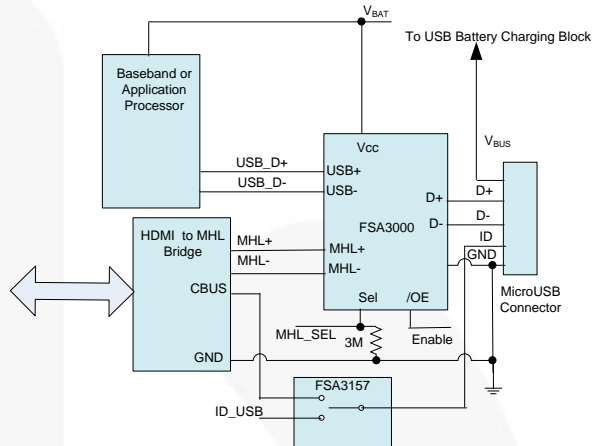 VBAT
To USB Battery Charging Block
Baseband or
Application
Processor
Vcc
VBUS
USB_D+
USB+
USB_D-
USB-
D+
D+
D-
D-
FSA3000
ID
HDMI to MHL
Bridge
MHL+
MHL+
MHL-
MHL-
GND
CBUS
Sel
/OE
MicroUSB
Connector
MHL_SEL
3M
Enable
GND
FSA3157
ID_USB